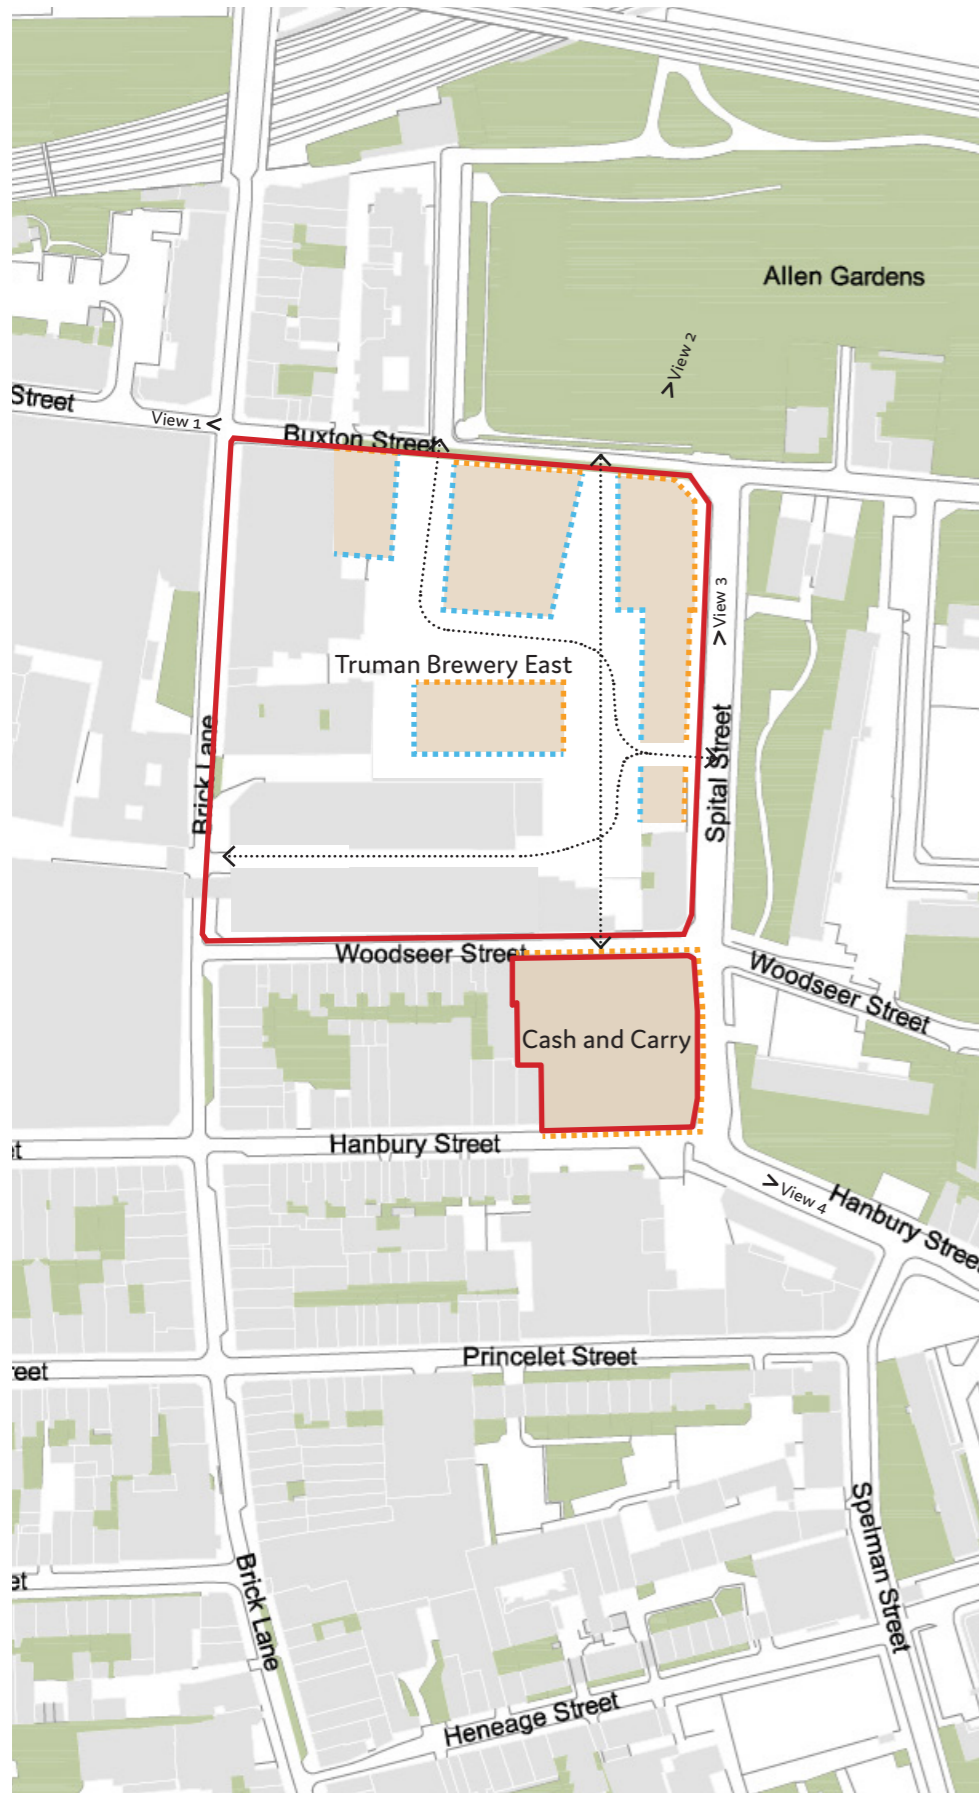 Allen Gardens
View 2
Street
View 1
Buxton Street
View 3
Truman Brewery East
Brick Lane
Spital Street
Woodseer Street
Woodseer Street
Cash and Carry
Hanbury Street
View 4
Hanbury Stree
Princelet Street
reet
Spelman Street
Brick Lane
Heneage Street